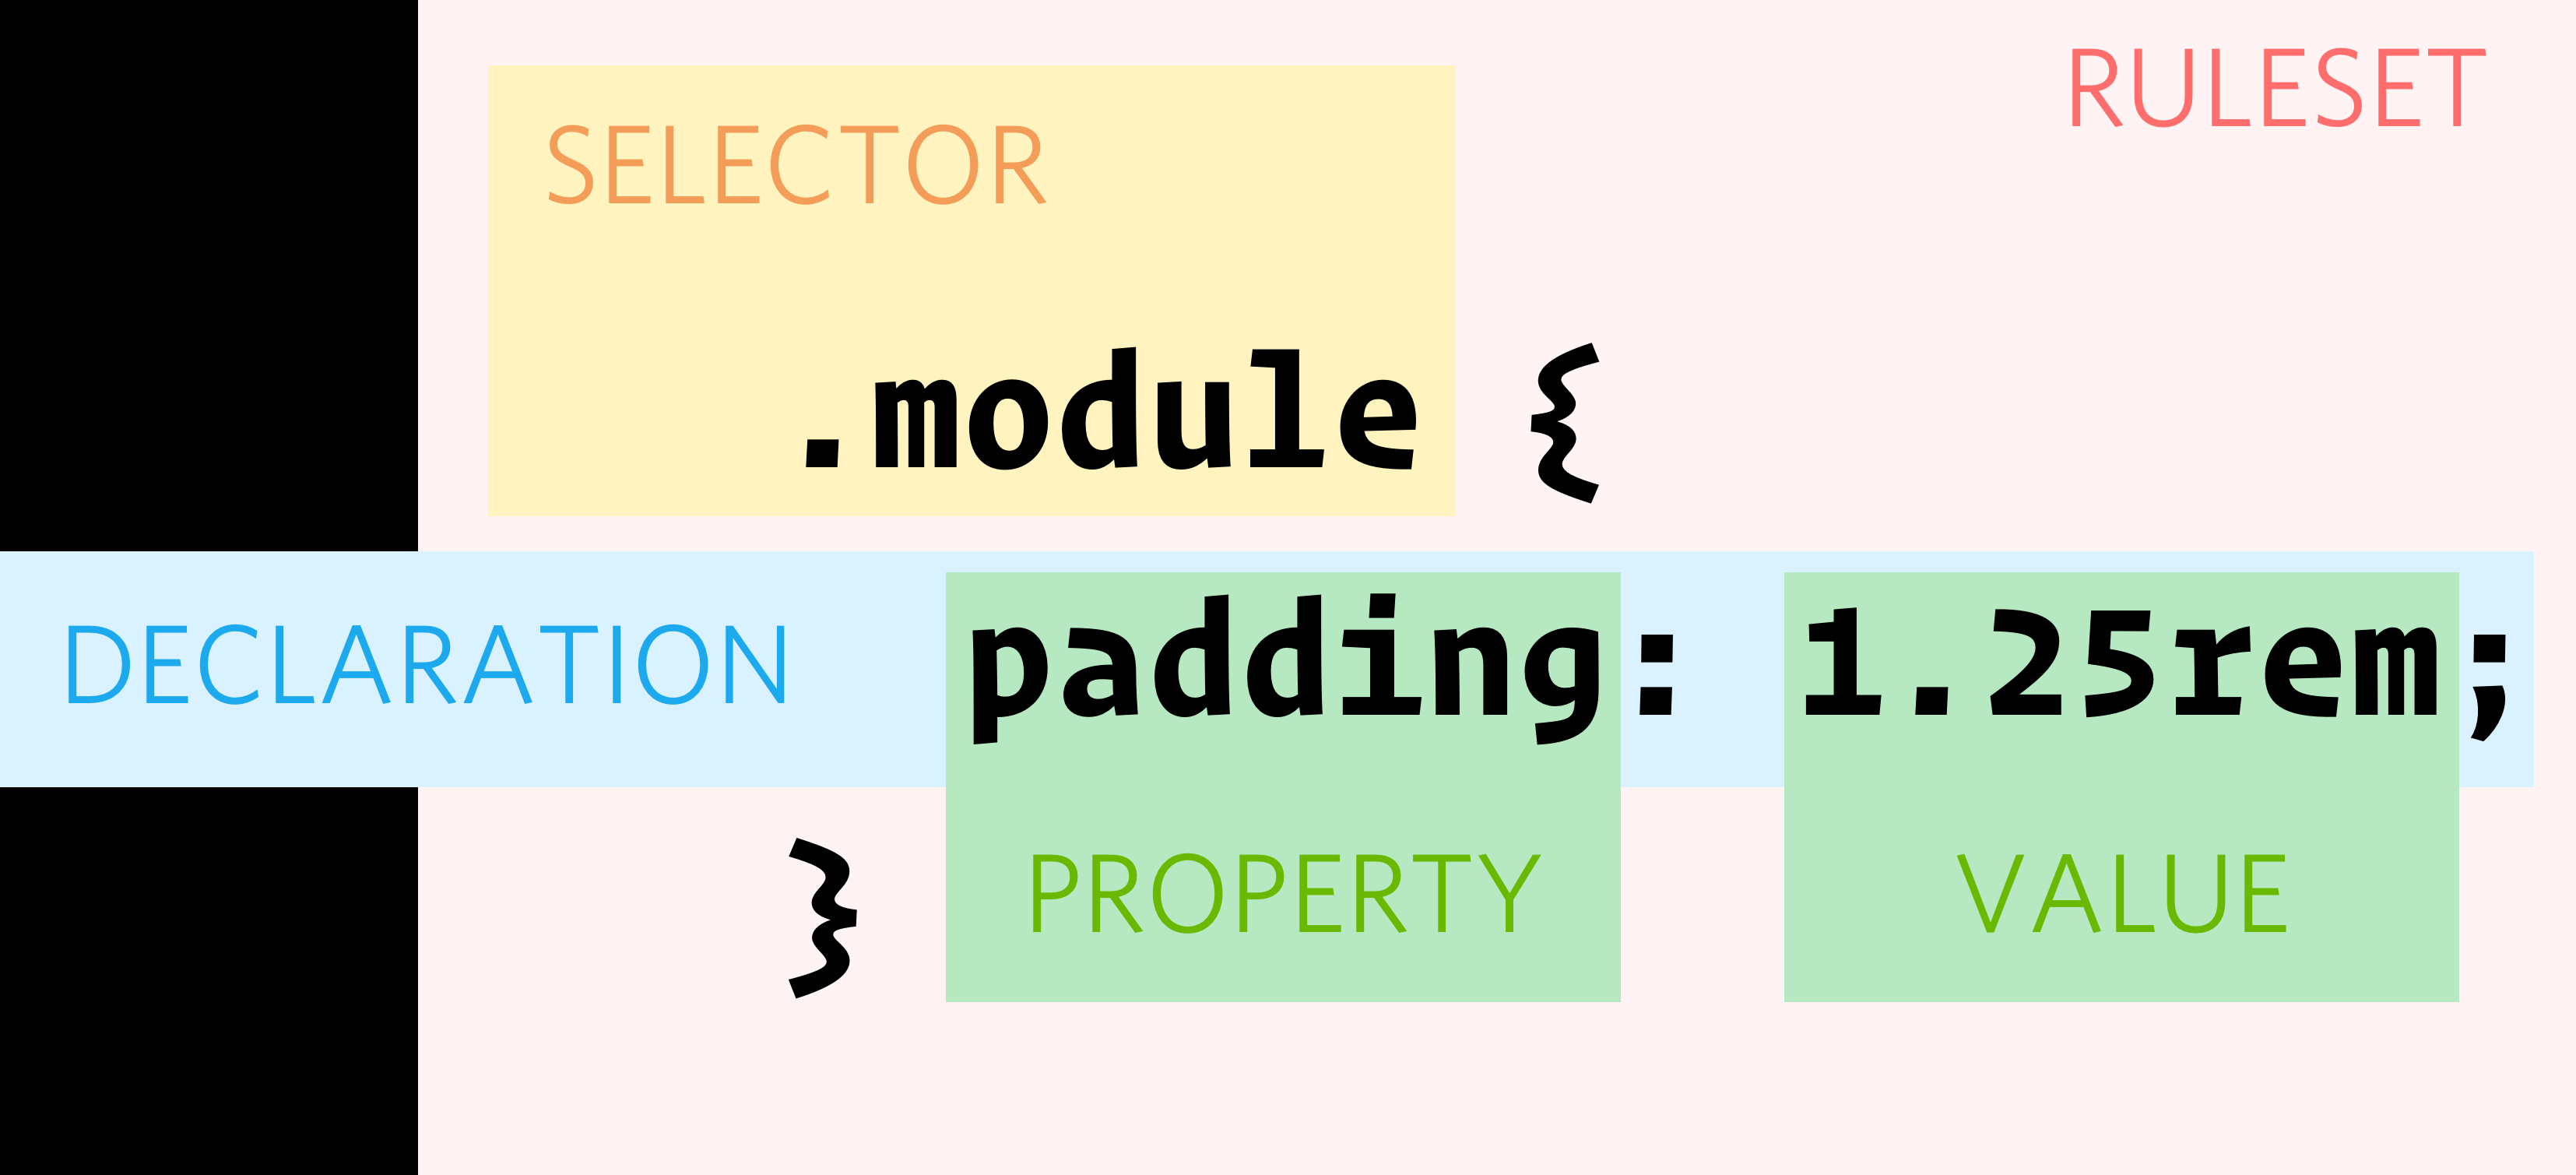 RULESET
SELECTOR
.module {
DECLARATION padding: 1.25rem;
} PROPERTY VALUE